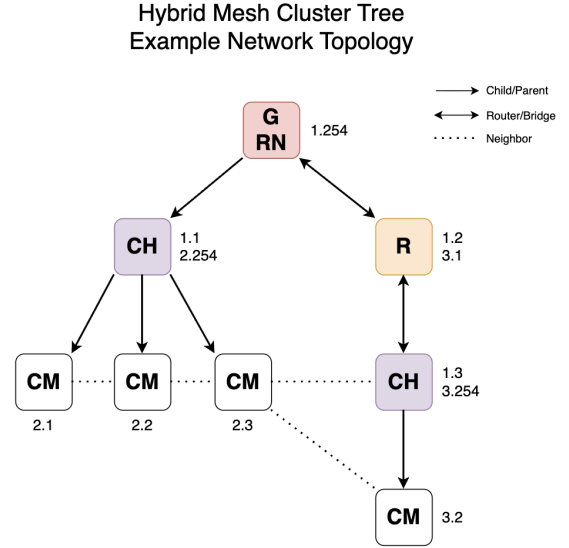 Hybrid Mesh Cluster Tree
Example Network Topology
Child/Parent
Router/Bridge
Neighbor
G
RN
1.254
CH
1.1
2.254
R
1.2
3.1
CM
CM
CM
CH
1.3
3.254
2.1
2.2
2.3
CM
3.2